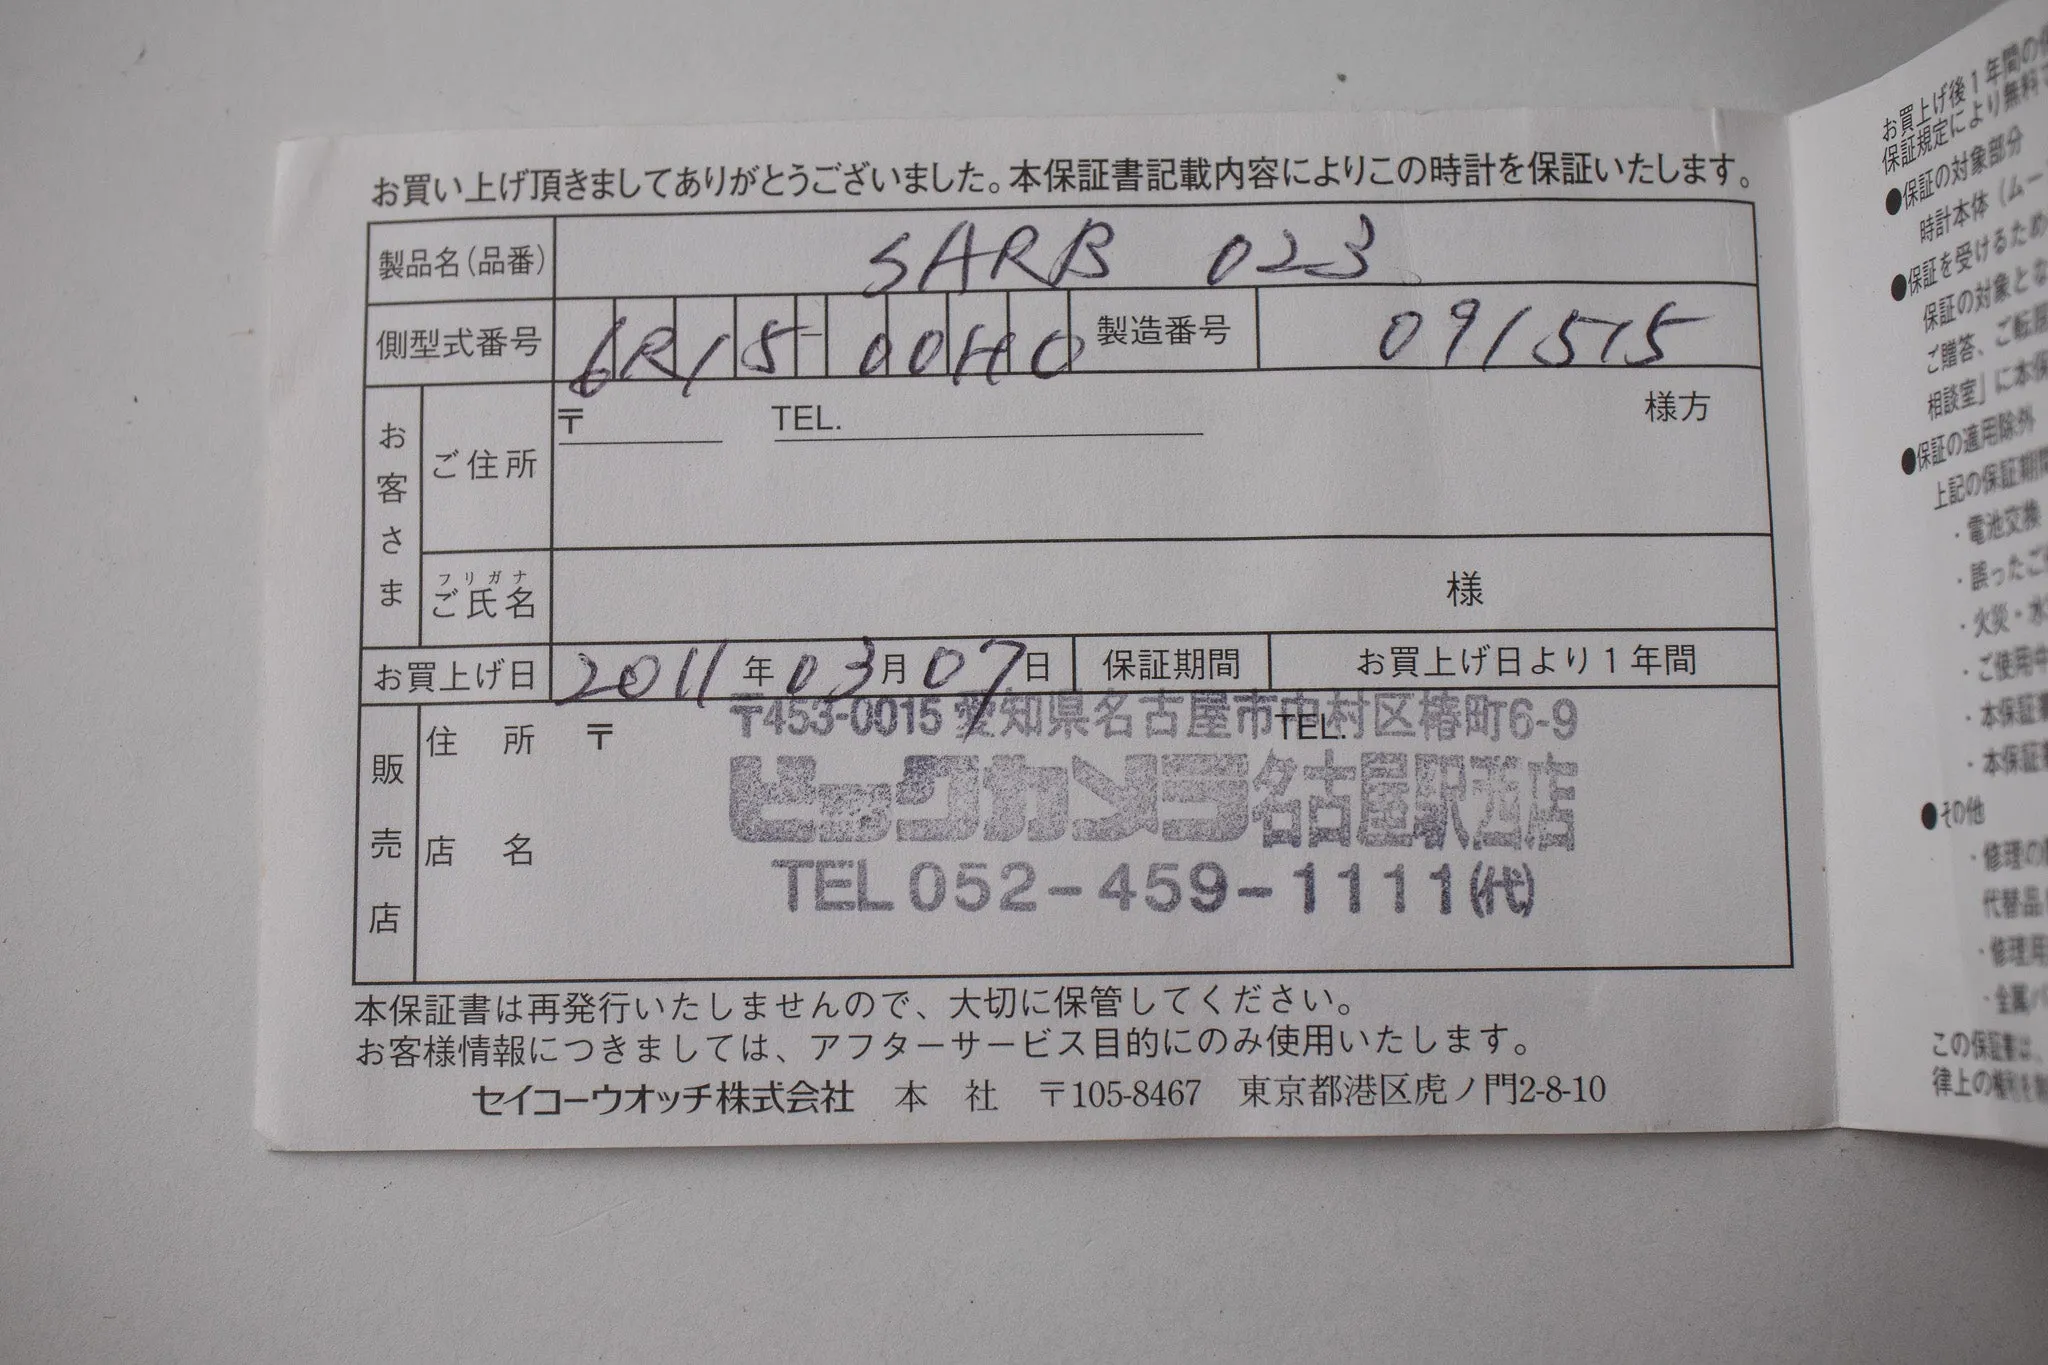 お買い上げ頂きましてありがとうございました。本保証書記載内容によりこの時計を保証いたします。
製品名(品番) SARB 023
側型式番号 6R15-00H0 製造番号 091515
お客さま
ご住所 〒 TEL. 様方
フリガナ
ご氏名 様
お買上げ日 2011年03月07日 保証期間 お買上げ日より1年間
販売店
住所 〒 TEL.
〒453-0015 愛知県名古屋市中村区椿町6-9
店名
ビックカメラ名古屋駅西店
TEL 052-459-1111(代)
本保証書は再発行いたしませんので、大切に保管してください。
お客様情報につきましては、アフターサービス目的にのみ使用いたします。
セイコーウオッチ株式会社 本社 〒105-8467 東京都港区虎ノ門2-8-10
お買上げ後1年間の
保証規定により無料で
●保証の対象部分
時計本体(ムー
●保証を受けるため
保証の対象とな
ご贈答、ご転居
相談室」に本保
●保証の適用除外
上記の保証期間
・電池交換
・誤ったご
・火災・水
・ご使用中
・本保証書
・本保証書
●その他
・修理の
代替品
・修理用
・金属バ
この保証書は、
律上の権利を